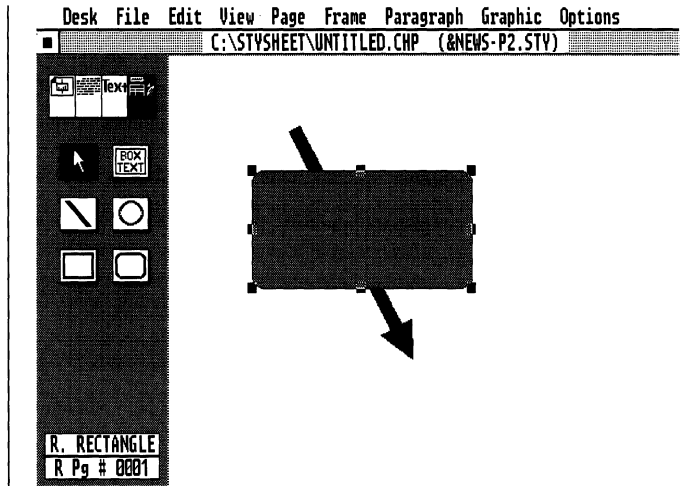 Desk File Edit View Page Frame Paragraph Graphic Options
C:\STYSHEET\UNTITLED.CHP (&NEWS-P2.STY)
Text
BOX
TEXT
R. RECTANGLE
R Pg # 0001